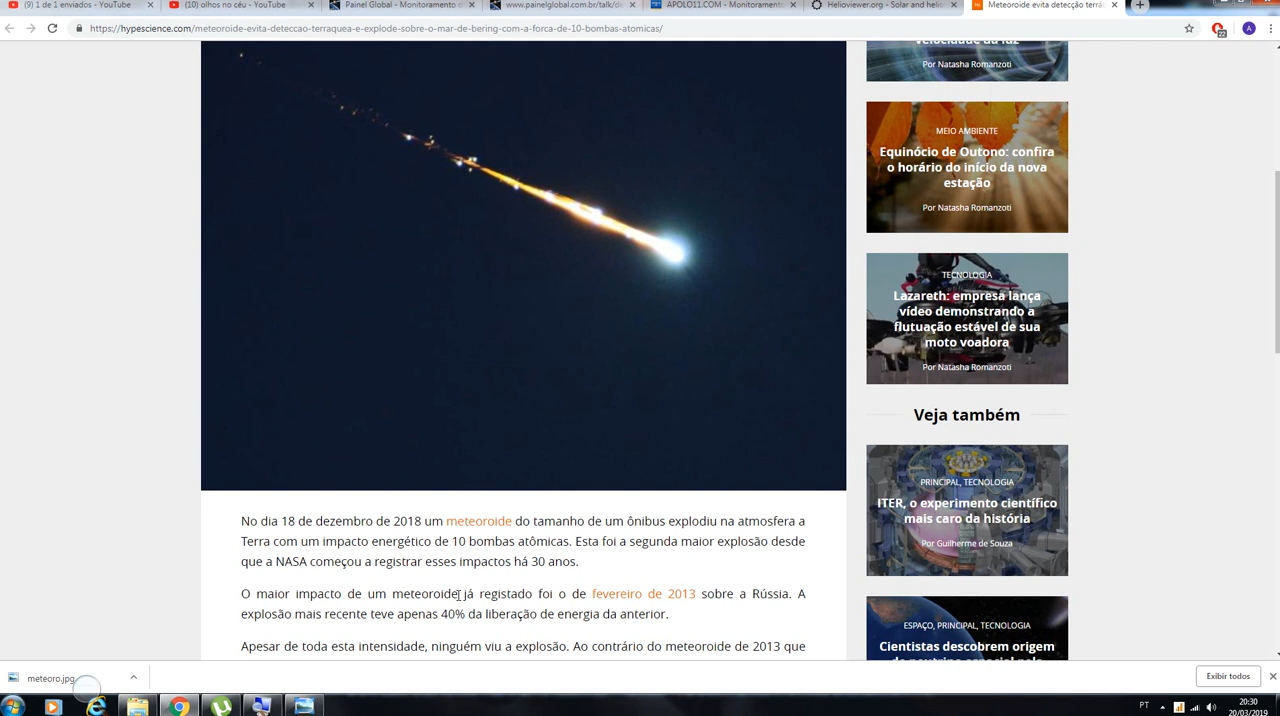 (9) 1 de 1 enviados - YouTube
(10) olhos no céu - YouTube
Painel Global - Monitoramento d
www.painelglobal.com.br/talk/de
APOLO11.COM - Monitoramento
Helioviewer.org - Solar and helio
Meteoroide evita detecção terrá
https://hypescience.com/meteoroide-evita-deteccao-terraquea-e-explode-sobre-o-mar-de-bering-com-a-forca-de-10-bombas-atomicas/
22
A
velocidade da luz
Por Natasha Romanzoti
MEIO AMBIENTE
Equinócio de Outono: confira
o horário do início da nova
estação
Por Natasha Romanzoti
TECNOLOGIA
Lazareth: empresa lança
vídeo demonstrando a
flutuação estável de sua
moto voadora
Por Natasha Romanzoti
Veja também
PRINCIPAL, TECNOLOGIA
ITER, o experimento científico
mais caro da história
Por Guilherme de Souza
ESPAÇO, PRINCIPAL, TECNOLOGIA
Cientistas descobrem origem
No dia 18 de dezembro de 2018 um meteoroide do tamanho de um ônibus explodiu na atmosfera a
Terra com um impacto energético de 10 bombas atômicas. Esta foi a segunda maior explosão desde
que a NASA começou a registrar esses impactos há 30 anos.
O maior impacto de um meteoroide já registado foi o de fevereiro de 2013 sobre a Rússia. A
explosão mais recente teve apenas 40% da liberação de energia da anterior.
Apesar de toda esta intensidade, ninguém viu a explosão. Ao contrário do meteoroide de 2013 que
meteoro.jpg
Exibir todos
PT
20:30
20/03/2019